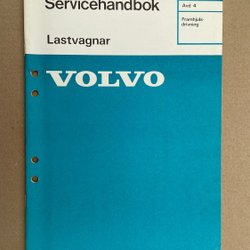 Servicehandbok
Avd 4
Framhjuls-
drivning
Lastvagnar
VOLVO